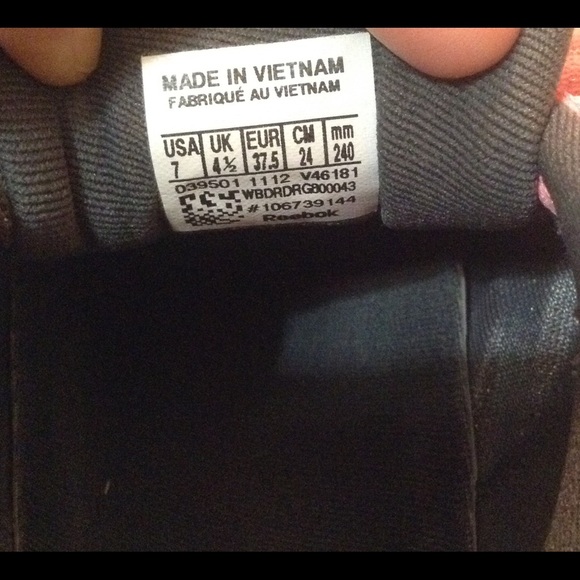 MADE IN VIETNAM
FABRIQUÉ AU VIETNAM
USA UK EUR CM mm
7 4½ 37.5 24 240
039501 1112 V46181
WBDRDRG800043
#106739144
Reebok